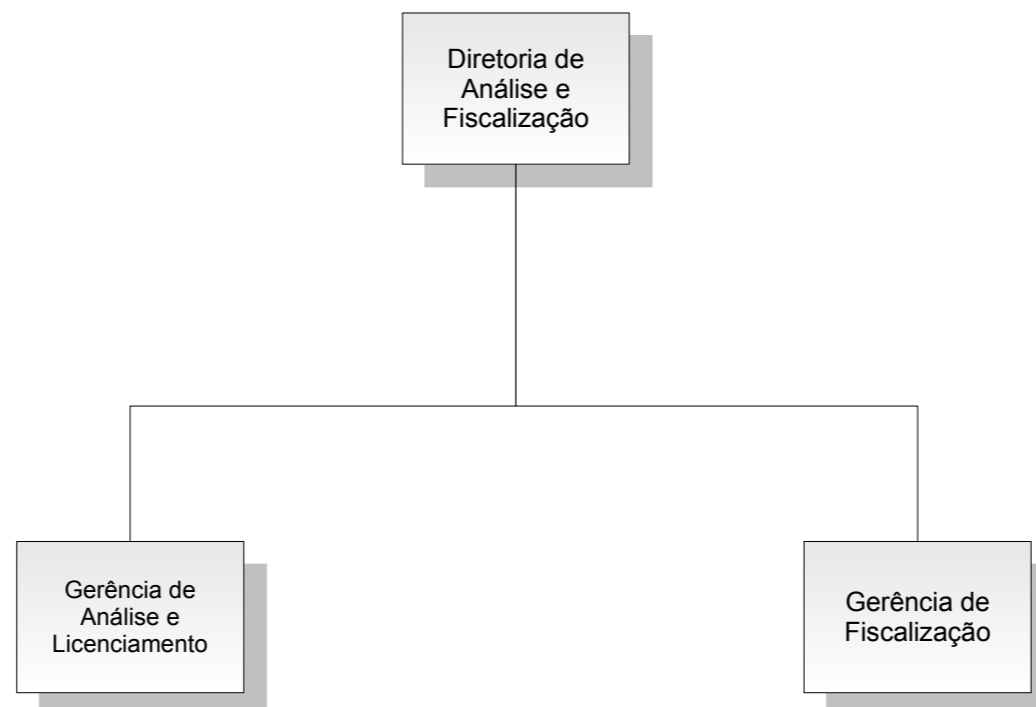 Diretoria de
Análise e
Fiscalização
Gerência de
Análise e
Licenciamento
Gerência de
Fiscalização